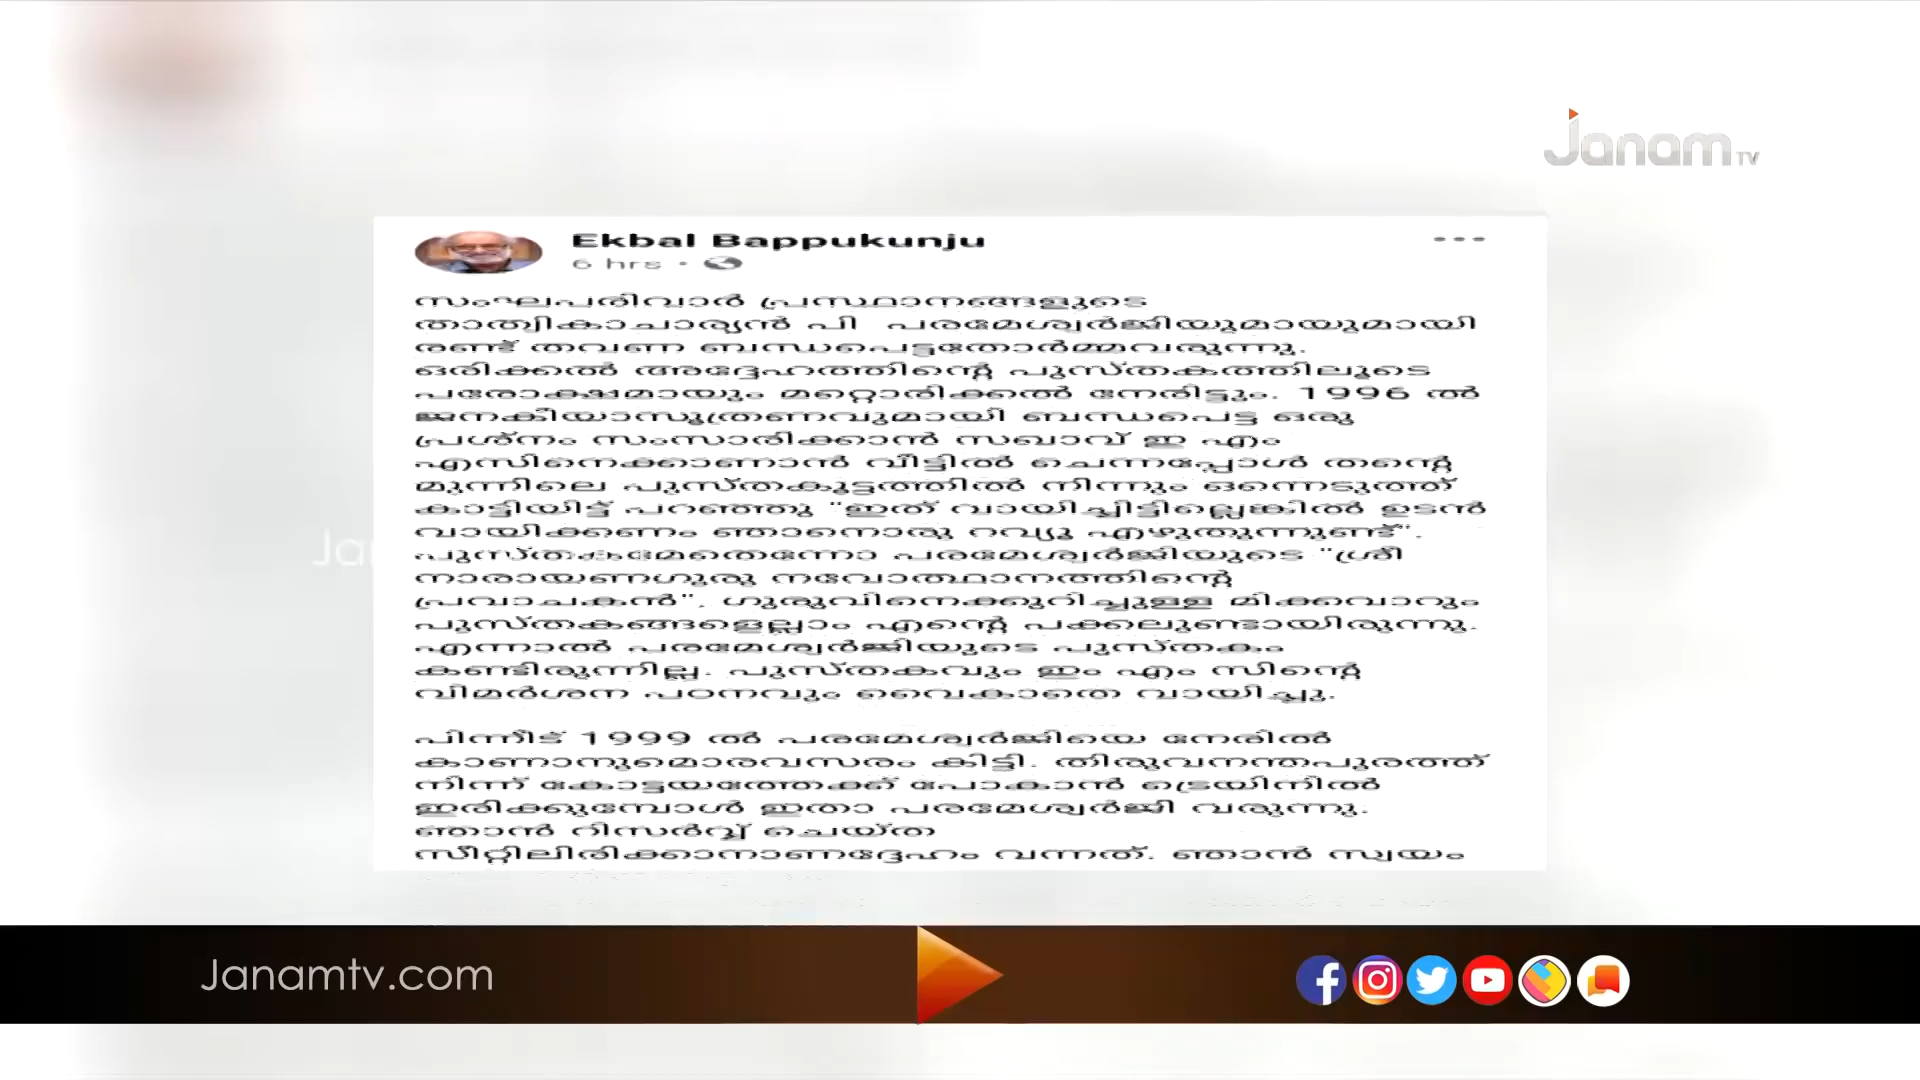 Janam TV
Ekbal Bappukunju
6 hrs
സംഘപരിവാർ പ്രസ്ഥാനങ്ങളുടെ
താത്വികാചാര്യൻ പി പരമേശ്വർജിയുമായുമായി
രണ്ട് തവണ ബന്ധപെട്ടതോർമ്മവരുന്നു.
ഒരിക്കൽ അദ്ദേഹത്തിന്റെ പുസ്തകത്തിലൂടെ
പരോക്ഷമായും മറ്റൊരിക്കൽ നേരിട്ടും. 1996 ൽ
ജനകീയാസൂത്രണവുമായി ബന്ധപെട്ട ഒരു
പ്രശ്നം സംസാരിക്കാൻ സഖാവ് ഇ എം
എസിനെക്കാണാൻ വീട്ടിൽ ചെന്നപ്പോൾ തന്റെ
മുന്നിലെ പുസ്തകൂട്ടത്തിൽ നിന്നും ഒന്നെടുത്ത്
കാട്ടിയിട്ട് പറഞ്ഞു "ഇത് വായിച്ചിട്ടില്ലെങ്കിൽ ഉടൻ
വായിക്കണം ഞാനൊരു റവ്യൂ എഴുതുന്നുണ്ട്".
പുസ്തകമേതെന്നോ പരമേശ്വർജിയുടെ "ശ്രീ
നാരായണഗുരു നവോത്ഥാനത്തിന്റെ
പ്രവാചകൻ". ഗുരുവിനെക്കുറിച്ചുള്ള മിക്കവാറും
പുസ്തകങ്ങളെല്ലാം എന്റെ പക്കലുണ്ടായിരുന്നു.
എന്നാൽ പരമേശ്വർജിയുടെ പുസ്തകം
കണ്ടിരുന്നില്ല. പുസ്തകവും ഇം എം സിന്റെ
വിമർശന പഠനവും വൈകാതെ വായിച്ചു.
പിന്നീട് 1999 ൽ പരമേശ്വർജിയെ നേരിൽ
കാണാനുമൊരവസരം കിട്ടി. തിരുവനന്തപുരത്ത്
നിന്ന് കോട്ടയത്തേക്ക് പോകാൻ ട്രെയിനിൽ
ഇരിക്കുമ്പോൾ ഇതാ പരമേശ്വർജി വരുന്നു.
ഞാൻ റിസർവ്വ് ചെയ്ത
സീറ്റിലിരിക്കാനാണദ്ദേഹം വന്നത്. ഞാൻ സ്വയം
Janamtv.com